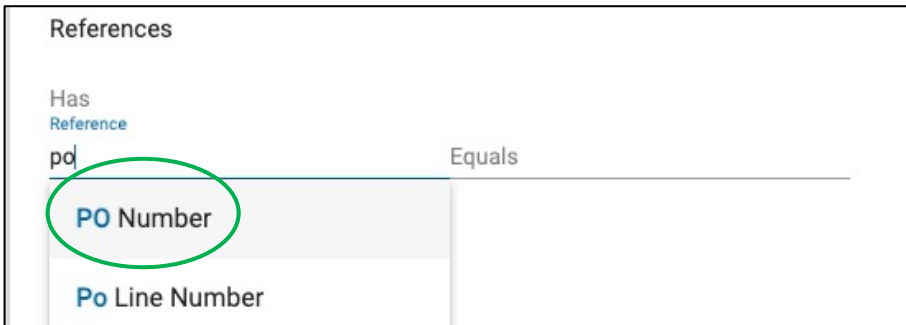 References
Has
Reference
po Equals
PO Number
Po Line Number